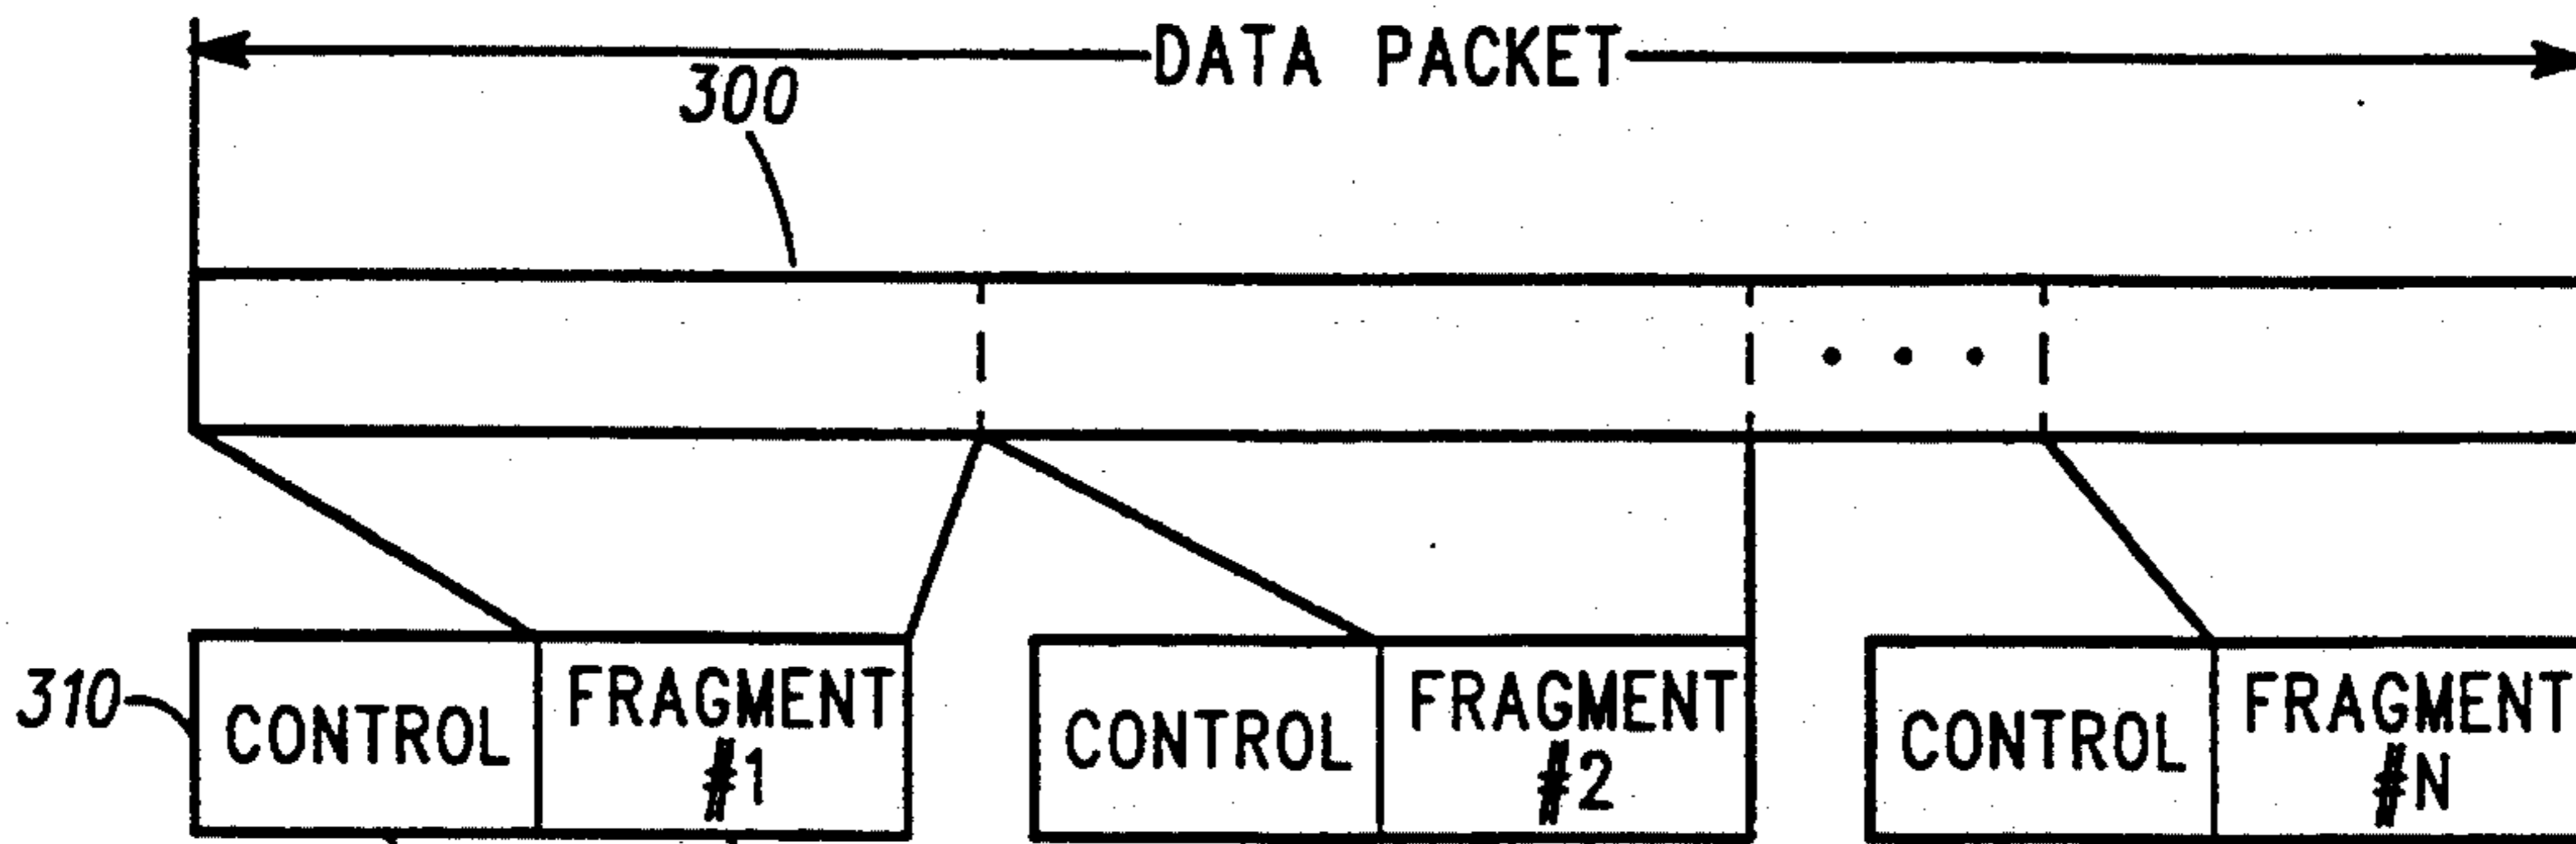 DATA PACKET
300
. . .
310
CONTROL
FRAGMENT
#1
CONTROL
FRAGMENT
#2
CONTROL
FRAGMENT
#N